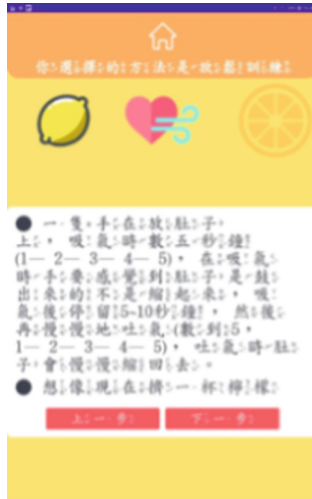 你選擇的方法是放鬆訓練
● 一隻手在放肚子
上，吸氣時數五秒鐘
(1— 2— 3— 4— 5)，在吸氣
時手要感覺到肚子是鼓
出來的不是縮起來，吸
氣後停留5~10秒鐘，然後
再慢慢地吐氣(數到5，
1— 2— 3— 4— 5)，吐氣時肚
子會慢慢縮回去。
● 想像現在擠一杯檸檬
上一步
下一步